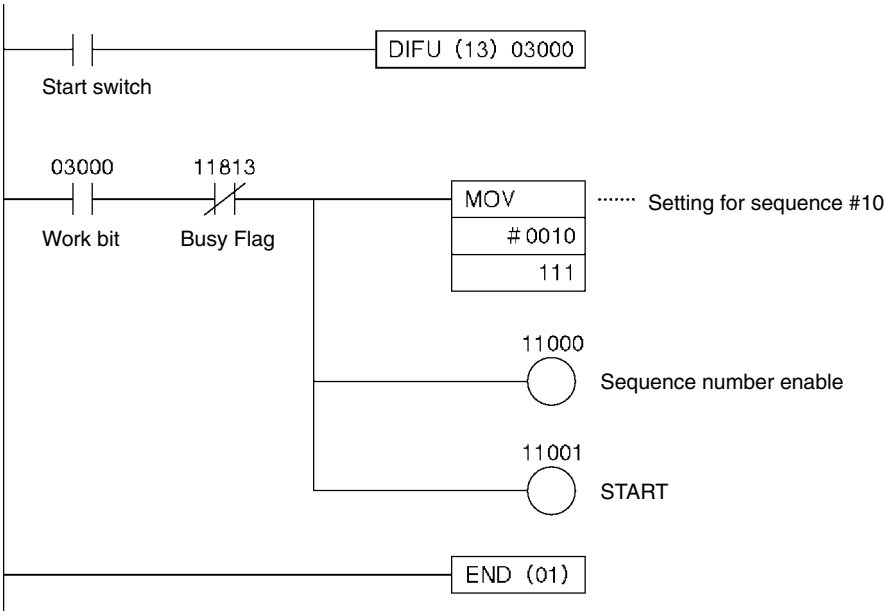 DIFU (13) 03000
Start switch
03000 11813
MOV
Setting for sequence #10
# 0010
Work bit Busy Flag
111
11000
Sequence number enable
11001
START
END (01)